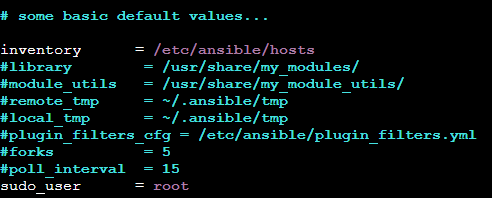 # some basic default values...
inventory      = /etc/ansible/hosts
#library        = /usr/share/my_modules/
#module_utils   = /usr/share/my_module_utils/
#remote_tmp     = ~/.ansible/tmp
#local_tmp      = ~/.ansible/tmp
#plugin_filters_cfg = /etc/ansible/plugin_filters.yml
#forks          = 5
#poll_interval  = 15
sudo_user      = root